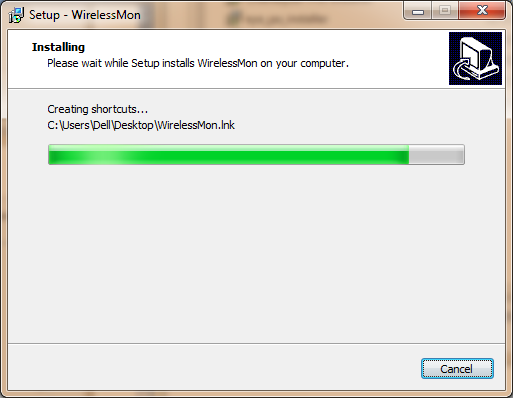 Setup - WirelessMon
Installing
Please wait while Setup installs WirelessMon on your computer.
Creating shortcuts...
C:\Users\Dell\Desktop\WirelessMon.lnk
Cancel